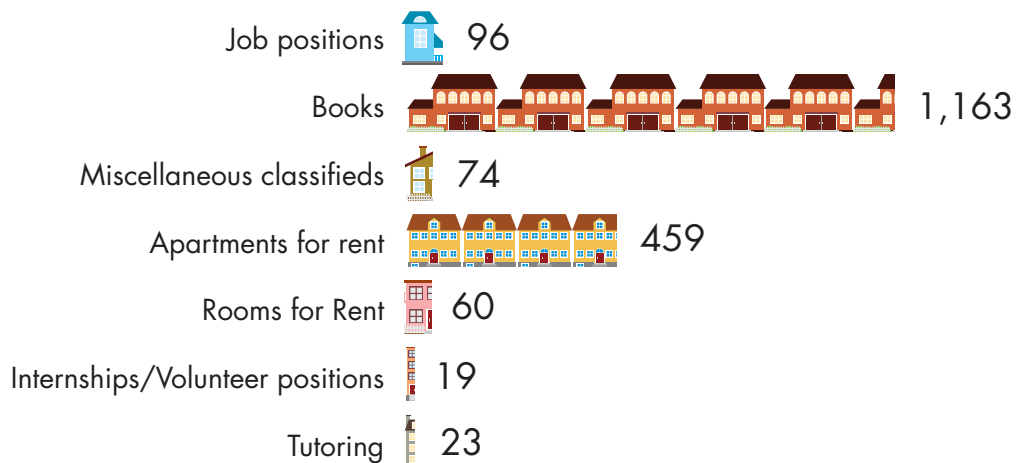 Job positions 96
Books 1,163
Miscellaneous classifieds 74
Apartments for rent 459
Rooms for Rent 60
Internships/Volunteer positions 19
Tutoring 23